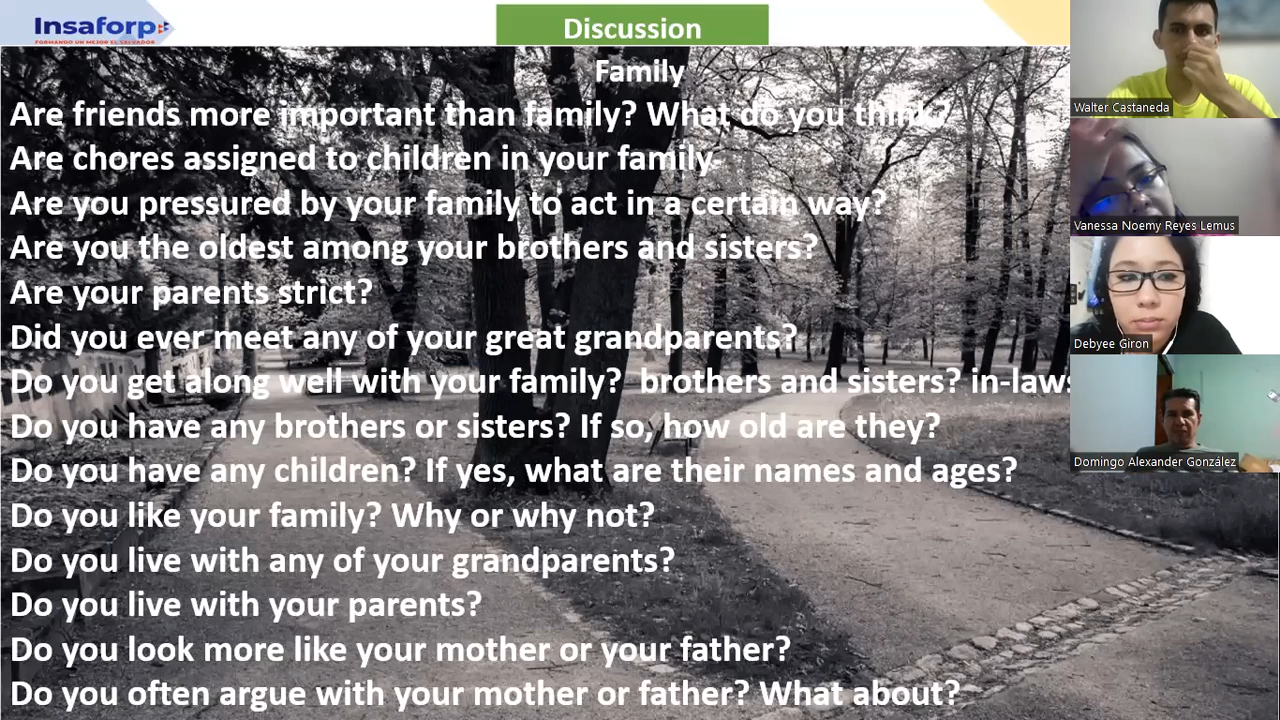 Insaforp
FORMANDO UN MEJOR EL SALVADOR
Discussion
Family
Are friends more important than family? What do you think?
Are chores assigned to children in your family-
Are you pressured by your family to act in a certain way?
Are you the oldest among your brothers and sisters?
Are your parents strict?
Did you ever meet any of your great grandparents?
Do you get along well with your family?  brothers and sisters? in-laws
Do you have any brothers or sisters? If so, how old are they?
Do you have any children? If yes, what are their names and ages?
Do you like your family? Why or why not?
Do you live with any of your grandparents?
Do you live with your parents?
Do you look more like your mother or your father?
Do you often argue with your mother or father? What about?
Walter Castaneda
Vanessa Noemy Reyes Lemus
Debyee Giron
Domingo Alexander González